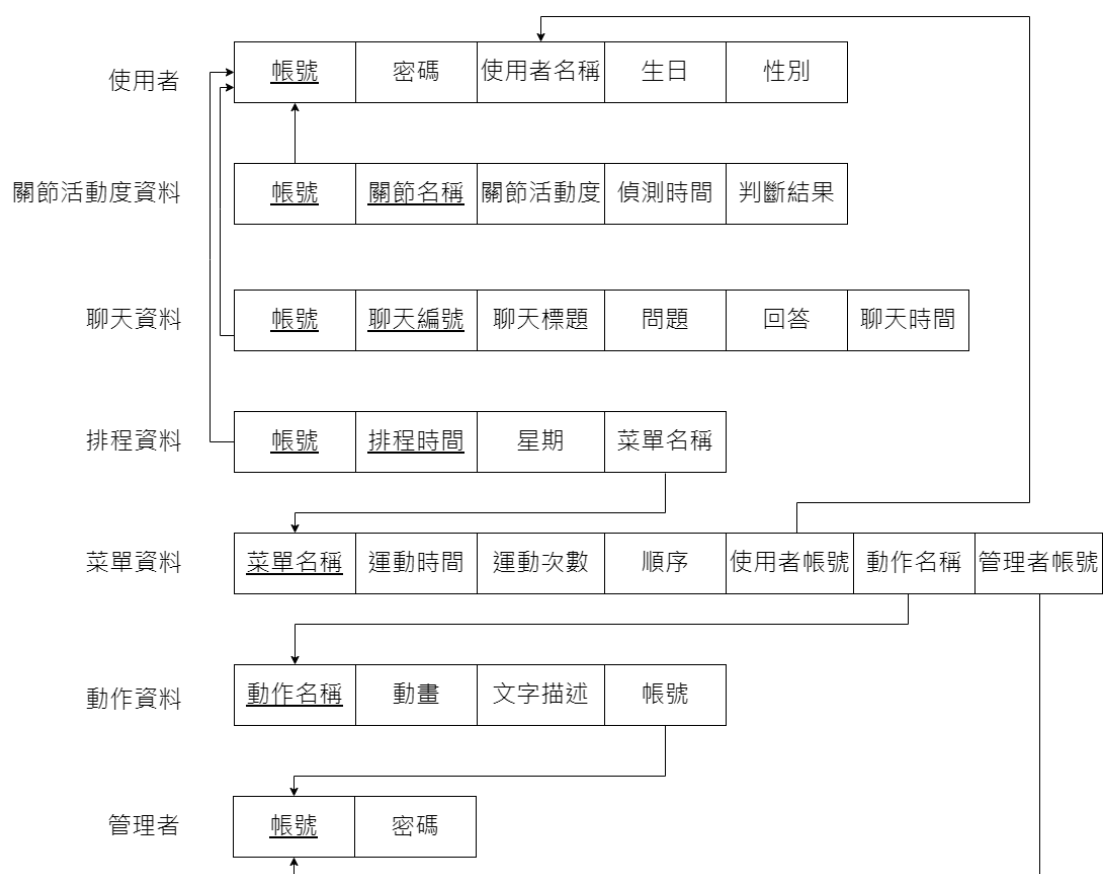 使用者 帳號 密碼 使用者名稱 生日 性別
關節活動度資料 帳號 關節名稱 關節活動度 偵測時間 判斷結果
聊天資料 帳號 聊天編號 聊天標題 問題 回答 聊天時間
排程資料 帳號 排程時間 星期 菜單名稱
菜單資料 菜單名稱 運動時間 運動次數 順序 使用者帳號 動作名稱 管理者帳號
動作資料 動作名稱 動畫 文字描述 帳號
管理者 帳號 密碼